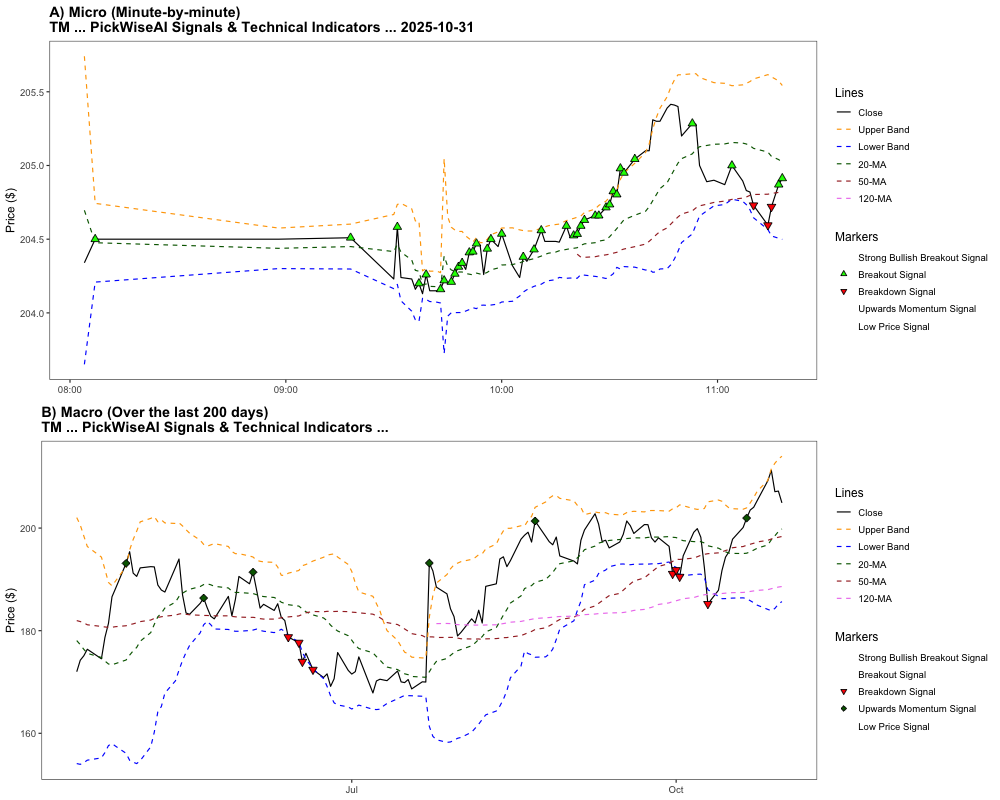 A) Micro (Minute-by-minute)
TM ... PickWiseAI Signals & Technical Indicators ... 2025-10-31
Price ($)
205.5
205.0
204.5
204.0
08:00
09:00
10:00
11:00
Lines
Close
Upper Band
Lower Band
20-MA
50-MA
120-MA
Markers
Strong Bullish Breakout Signal
Breakout Signal
Breakdown Signal
Upwards Momentum Signal
Low Price Signal
B) Macro (Over the last 200 days)
TM ... PickWiseAI Signals & Technical Indicators ...
Price ($)
200
180
160
Jul
Oct
Lines
Close
Upper Band
Lower Band
20-MA
50-MA
120-MA
Markers
Strong Bullish Breakout Signal
Breakout Signal
Breakdown Signal
Upwards Momentum Signal
Low Price Signal